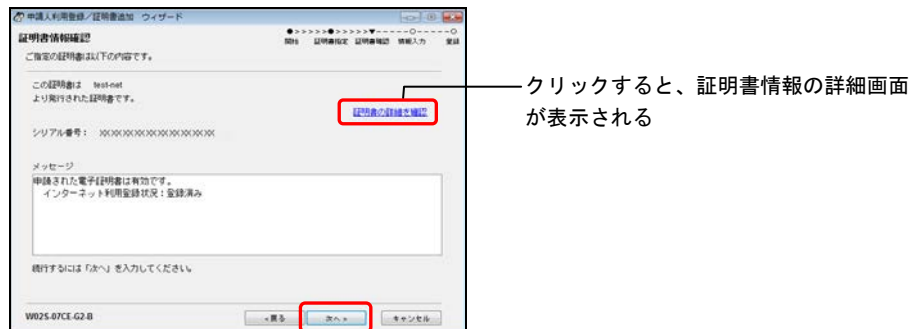 申請人利用登録／証明書追加 ウィザード
証明書情報確認
●>>>>>●>>>>>▼-----○-----○
開始 証明書指定 証明書確認 情報入力 登録
ご指定の証明書は以下の内容です。
この証明書は test-net
より発行された証明書です。
証明書の詳細を確認
シリアル番号： XXXXXXXXXXXXXXXXXXXX
メッセージ
申請された電子証明書は有効です。
インターネット利用登録状況：登録済み
続行するには「次へ」を入力してください。
W025-07CE-G2-B
<戻る
次へ>
キャンセル
クリックすると、証明書情報の詳細画面
が表示される